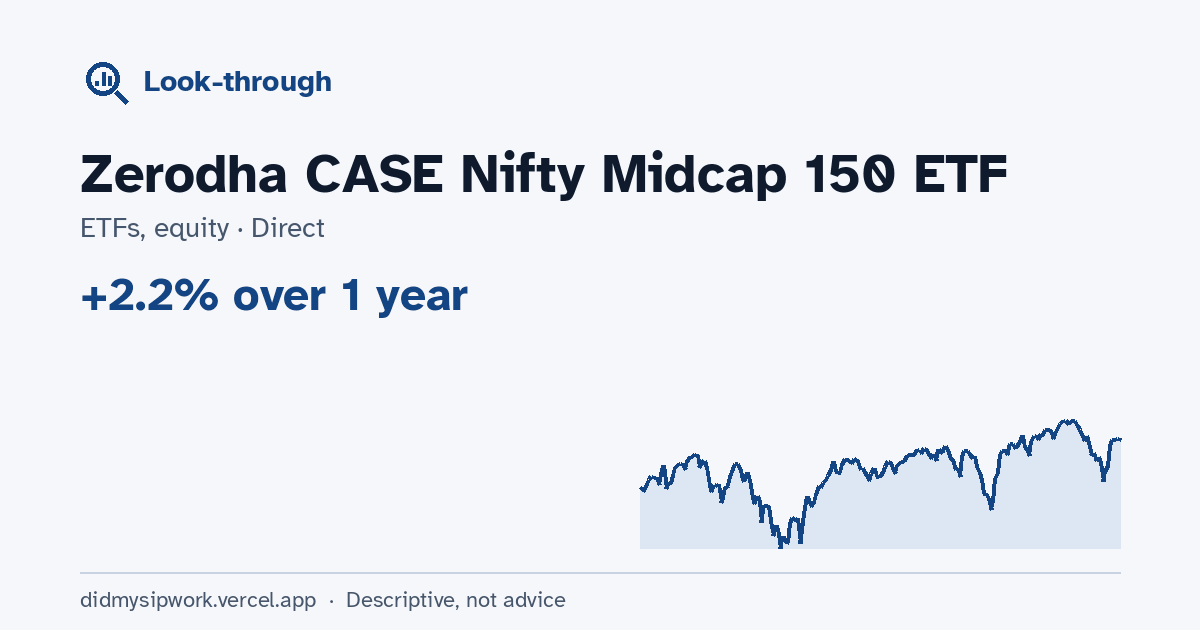 Look-through
Zerodha CASE Nifty Midcap 150 ETF
ETFs, equity · Direct
+2.2% over 1 year
didmysipwork.vercel.app · Descriptive, not advice